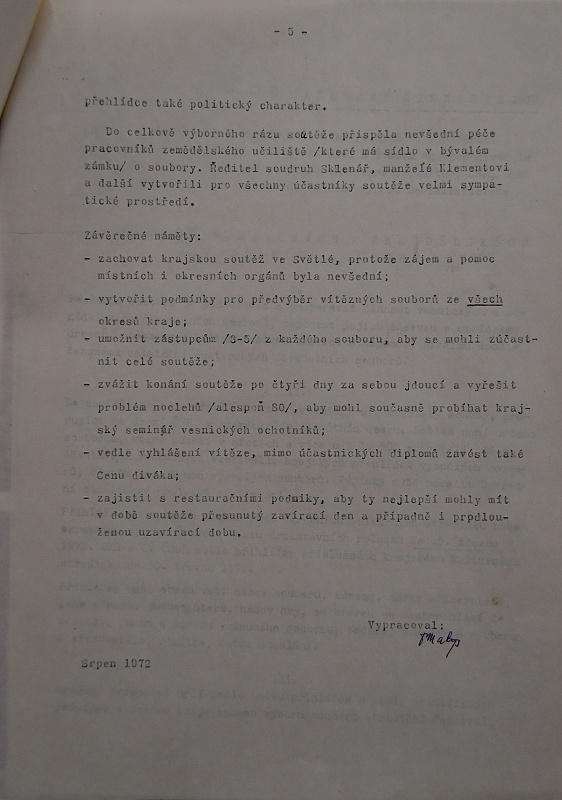 - 5 -
přehlídce také politický charakter.
Do celkově výborného rázu soutěže přispěla nevšední péče
pracovníků zemědělského učiliště /které má sídlo v bývalém
zámku/ o soubory. Ředitel soudruh Sklenář, manželé Klementovi
a další vytvořili pro všechny účastníky soutěže velmi sympa-
tické prostředí.
Závěrečné náměty:
- zachovat krajskou soutěž ve Světlé, protože zájem a pomoc
místních i okresních orgánů byla nevšední;
- vytvořit podmínky pro předvýběr vítězných souborů ze všech
okresů kraje;
- umožnit zástupcům /3-5/ z každého souboru, aby se mohli zúčast-
nit celé soutěže;
- zvážit konání soutěže po čtyři dny za sebou jdoucí a vyřešit
problém noclehů /alespoň 80/, aby mohl současně probíhat kraj-
ský seminář vesnických ochotníků;
- vedle vyhlášení vítěze, mimo účastnických diplomů zavést také
Cenu diváka;
- zajistit s restauračními podniky, aby ty nejlepší mohly mít
v době soutěže přesunutý zavírací den a případně i prpdlou-
ženou uzavírací dobu.
Vypracoval:
Srpen 1972